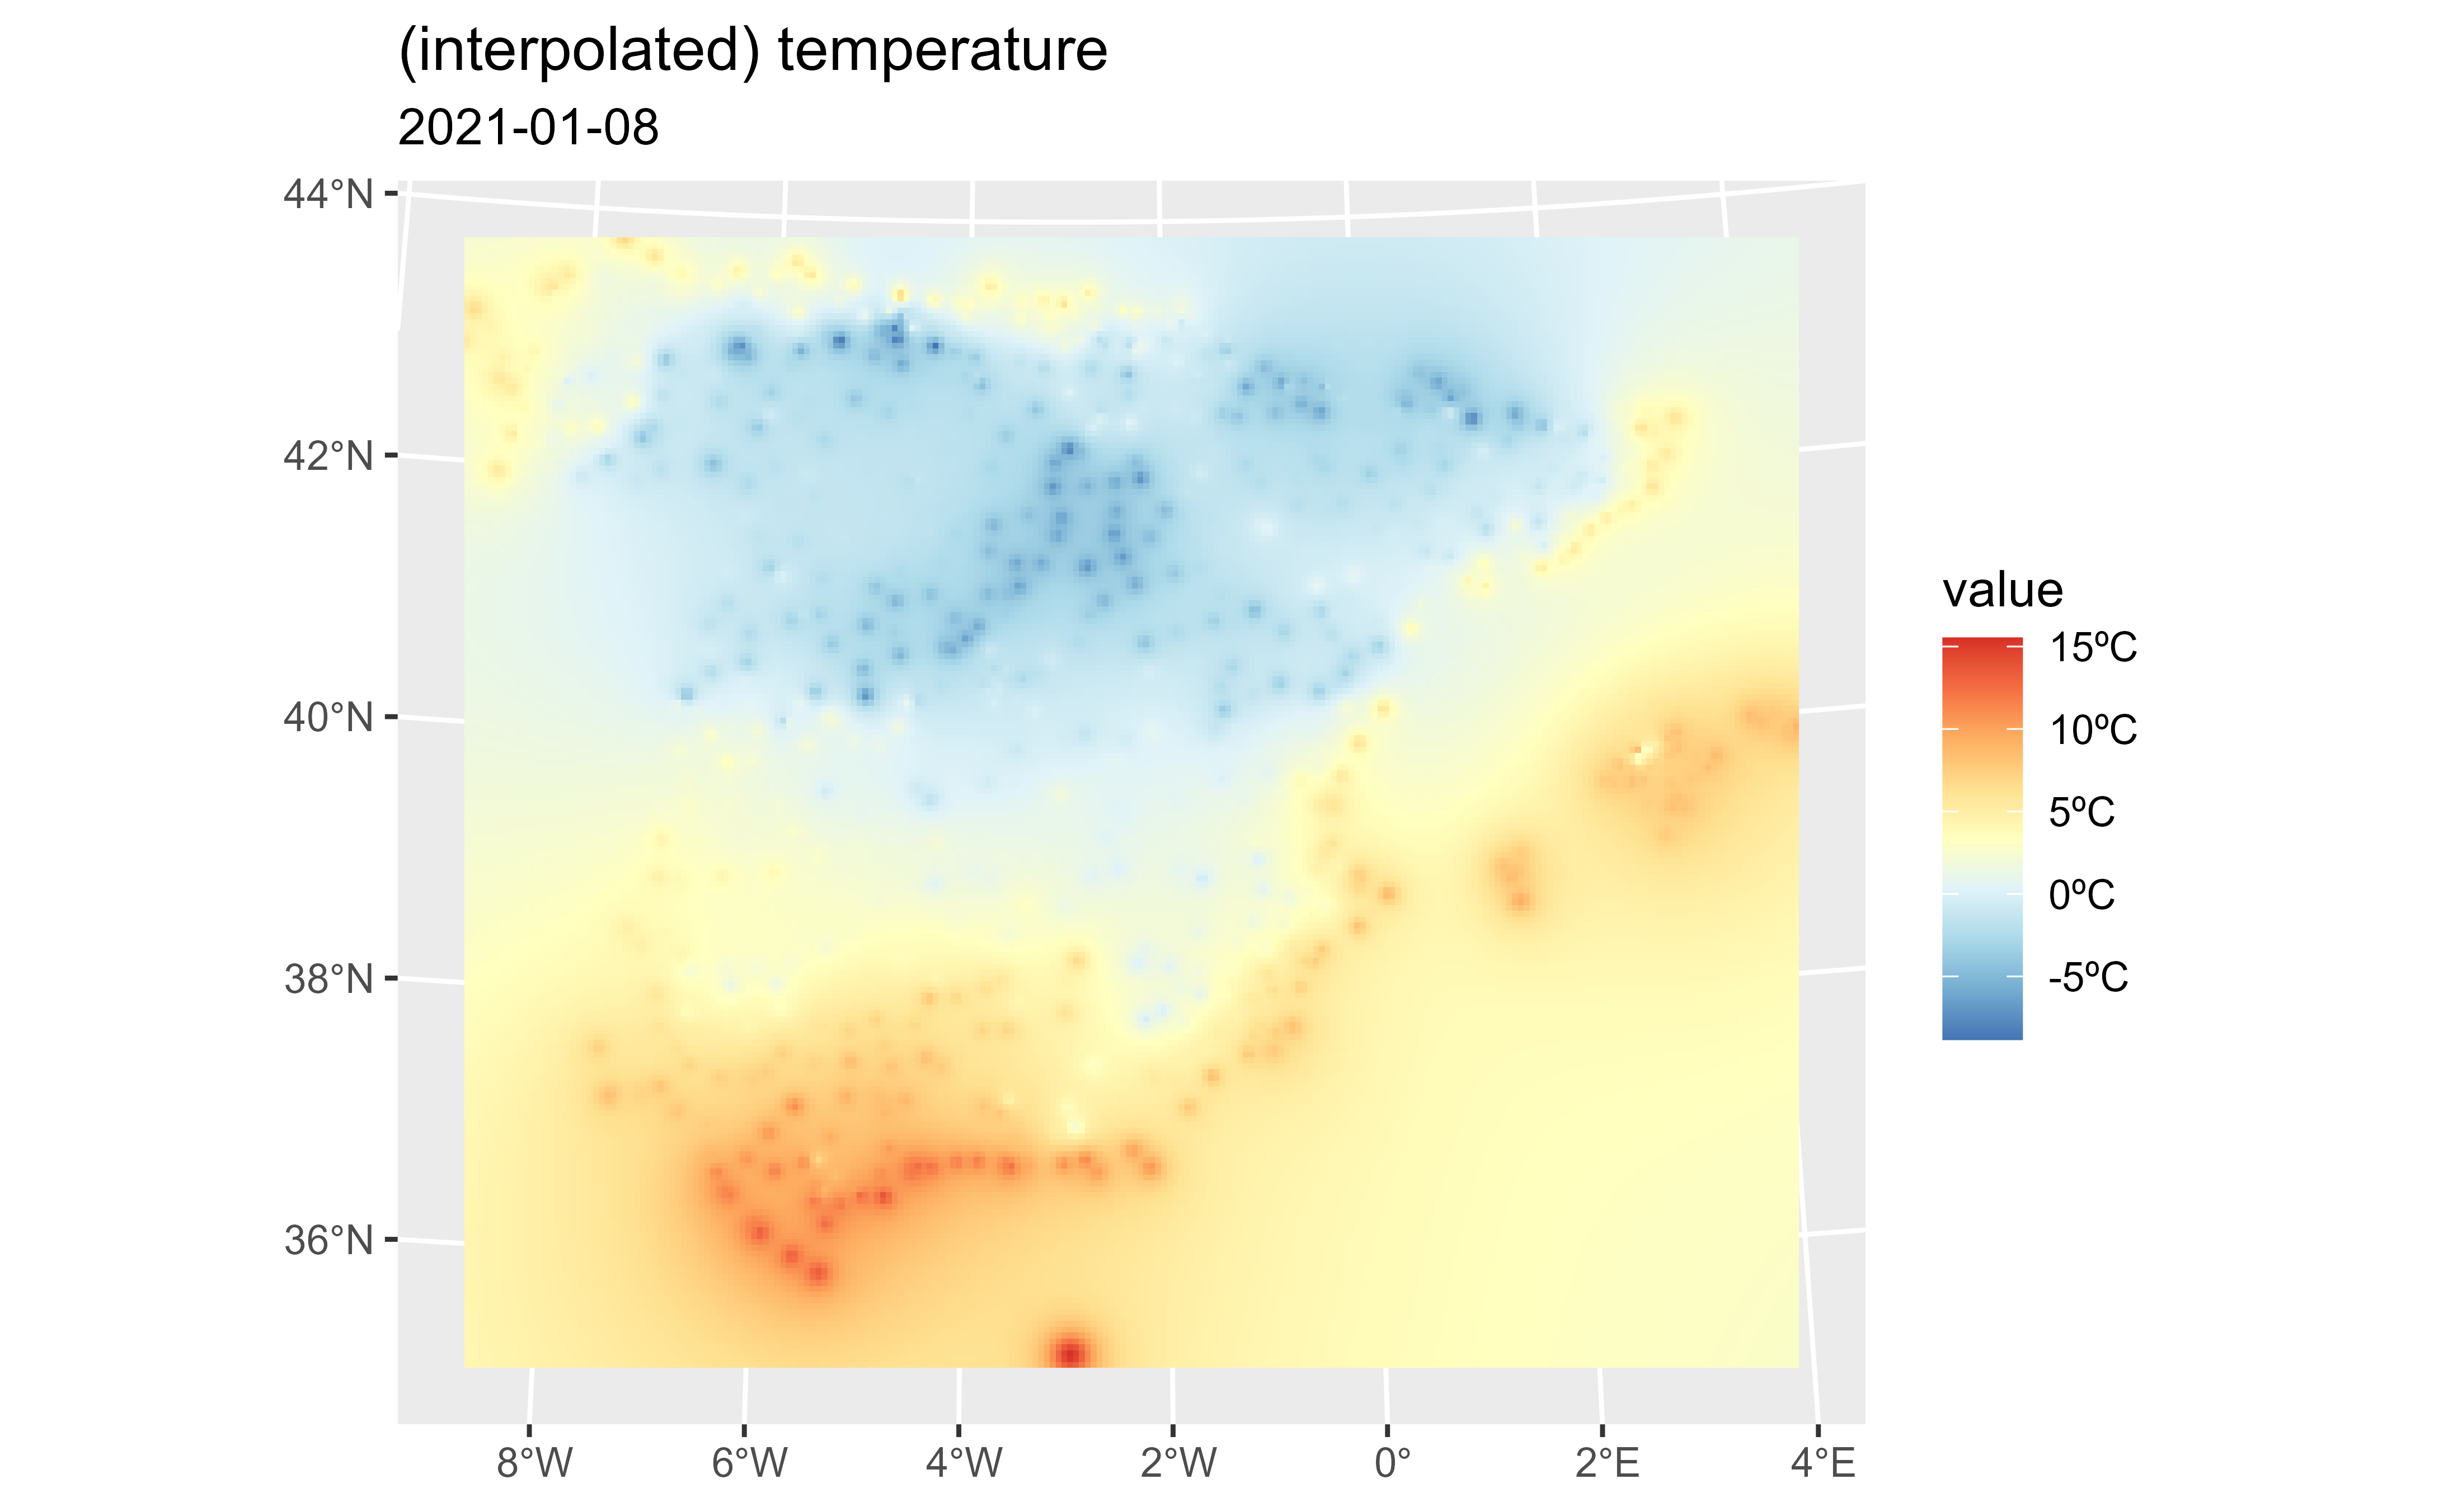 (interpolated) temperature
2021-01-08
44°N
42°N
40°N
38°N
36°N
8°W 6°W 4°W 2°W 0° 2°E 4°E
value
15ºC
10ºC
5ºC
0ºC
-5ºC